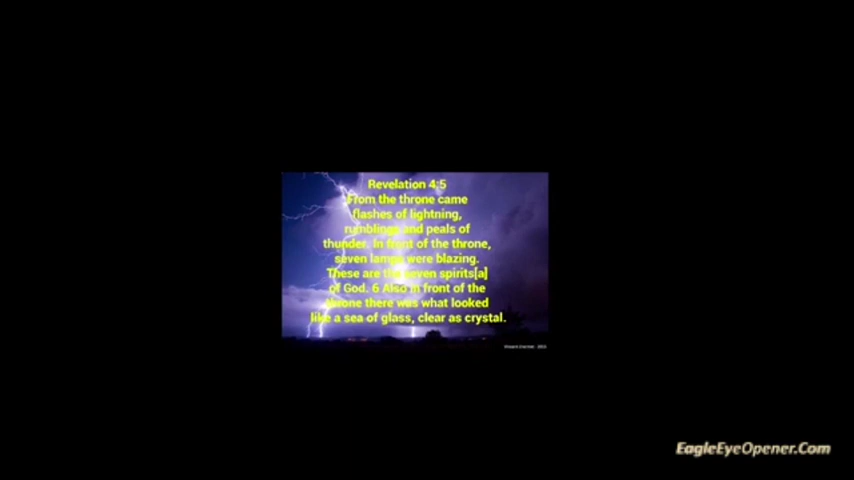 Revelation 4:5
From the throne came
flashes of lightning,
rumblings and peals of
thunder. In front of the throne,
seven lamps were blazing.
These are the seven spirits[a]
of God. 6 Also in front of the
throne there was what looked
like a sea of glass, clear as crystal.
EagleEyeOpener.Com